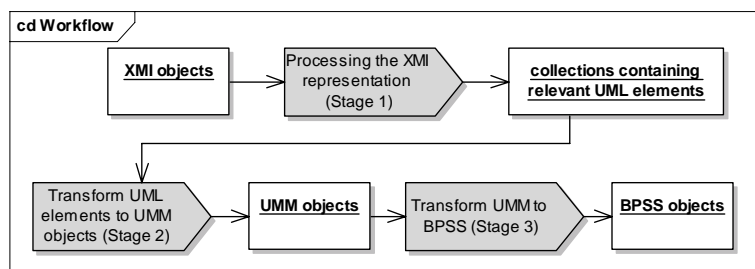 cd Workflow
XMI objects
Processing the XMI
representation
(Stage 1)
collections containing
relevant UML elements
Transform UML
elements to UMM
objects (Stage 2)
UMM objects
Transform UMM to
BPSS (Stage 3)
BPSS objects